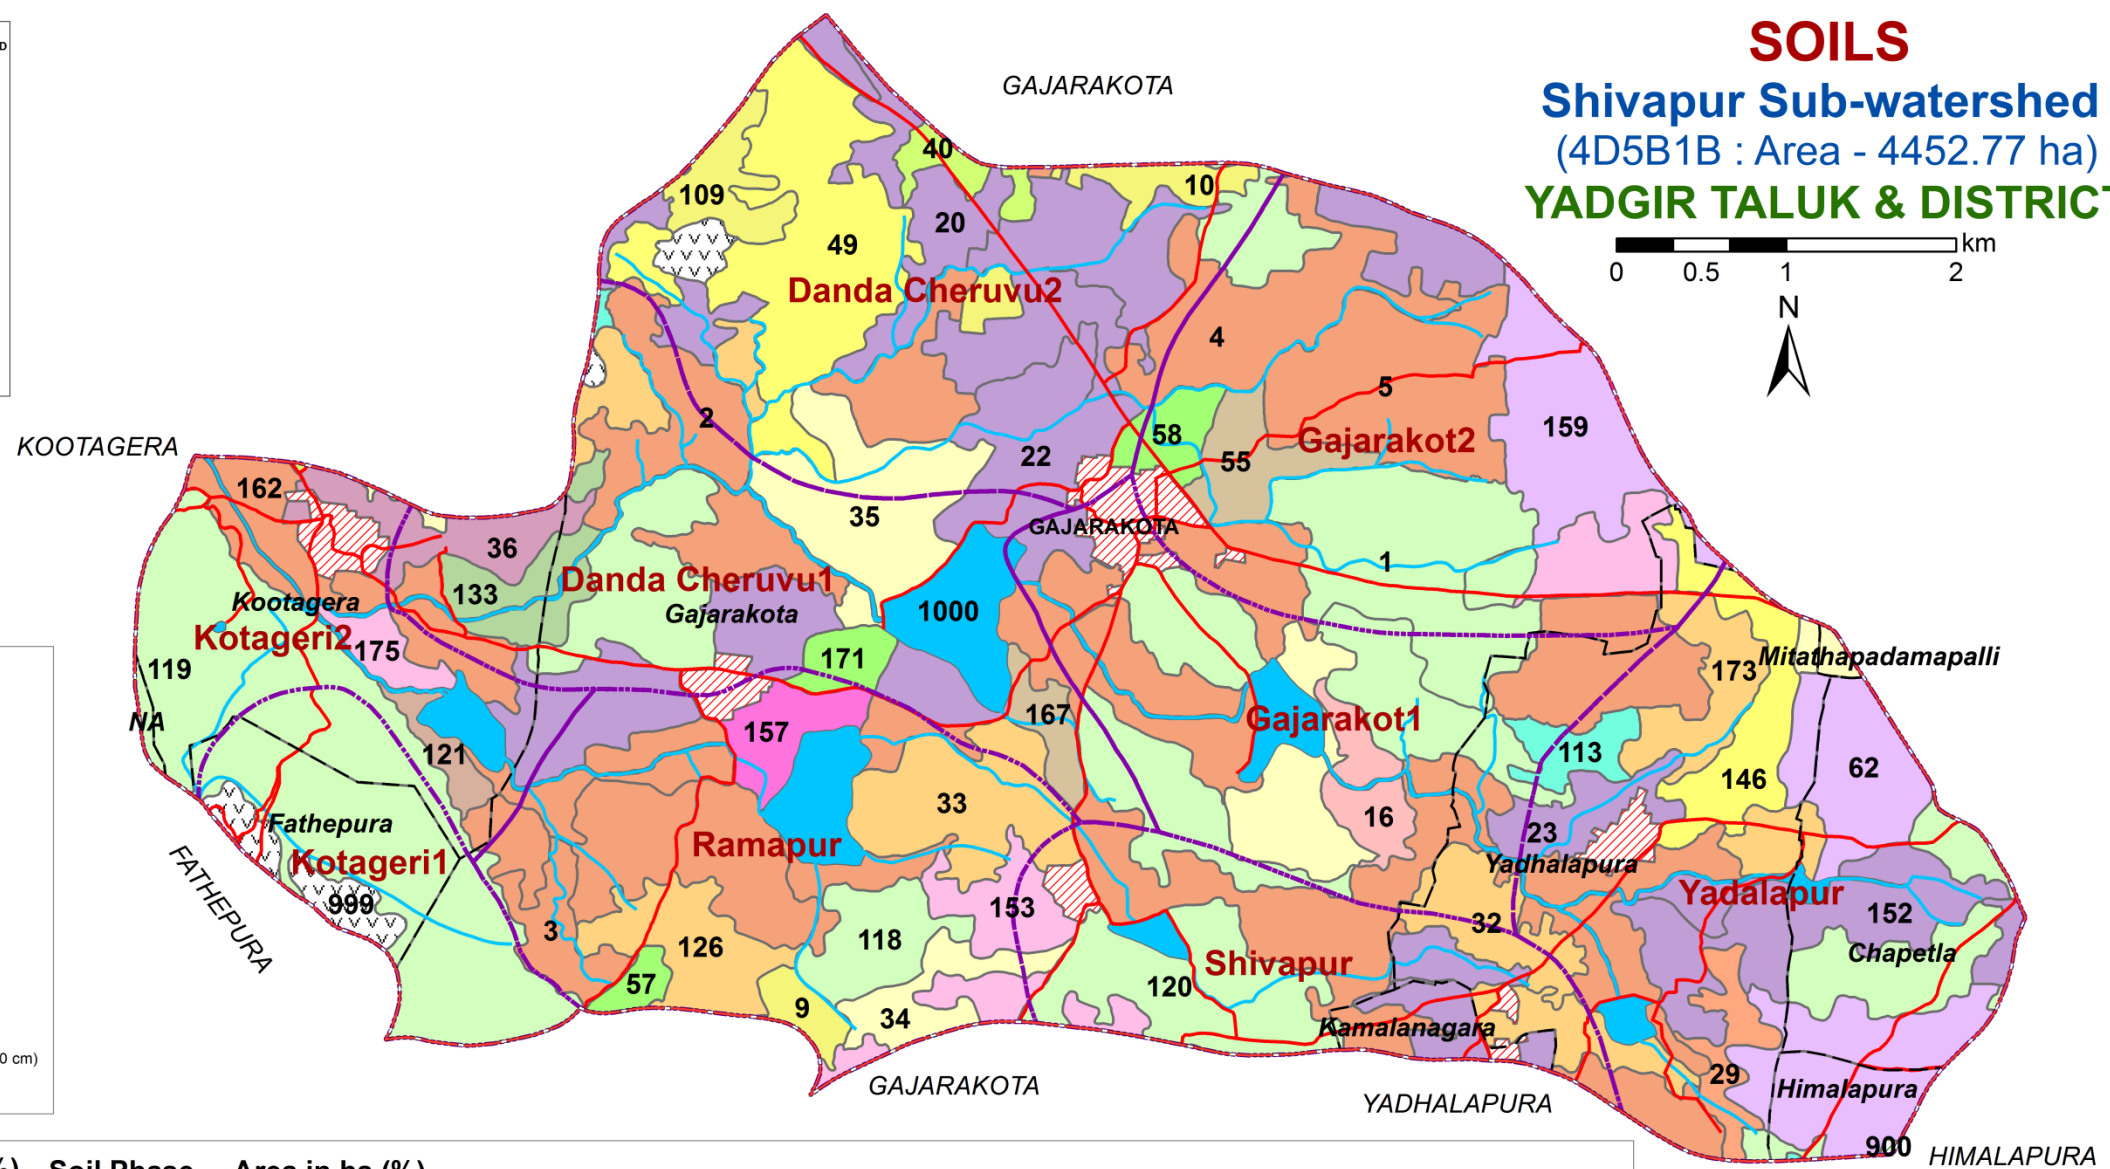 D
SOILS
Shivapur Sub-watershed
(4D5B1B : Area - 4452.77 ha)
YADGIR TALUK & DISTRICT
km
0 0.5 1 2
N
GAJARAKOTA
40
10
109
20
49
Danda Cheruvu2
4
5
2
159
KOOTAGERA
58
Gajarakot2
22
55
162
35
GAJARAKOTA
36
1
Danda Cheruvu1
133
Kootagera
Gajarakota
1000
Kotageri2
175
171
Mitathapadamapalli
119
173
167
Gajarakot1
NA
157
121
113
62
146
33
Fathepura
16
23
Ramapur
Kotageri1
Yadhalapura
FATHEPURA
Yadalapur
999
153
152
32
3
118
126
Chapetla
Shivapur
57
120
9
34
Kamalanagara
0 cm)
GAJARAKOTA
29
Himalapura
YADHALAPURA
900
HIMALAPURA
%) Soil Phase Area in ha (%)